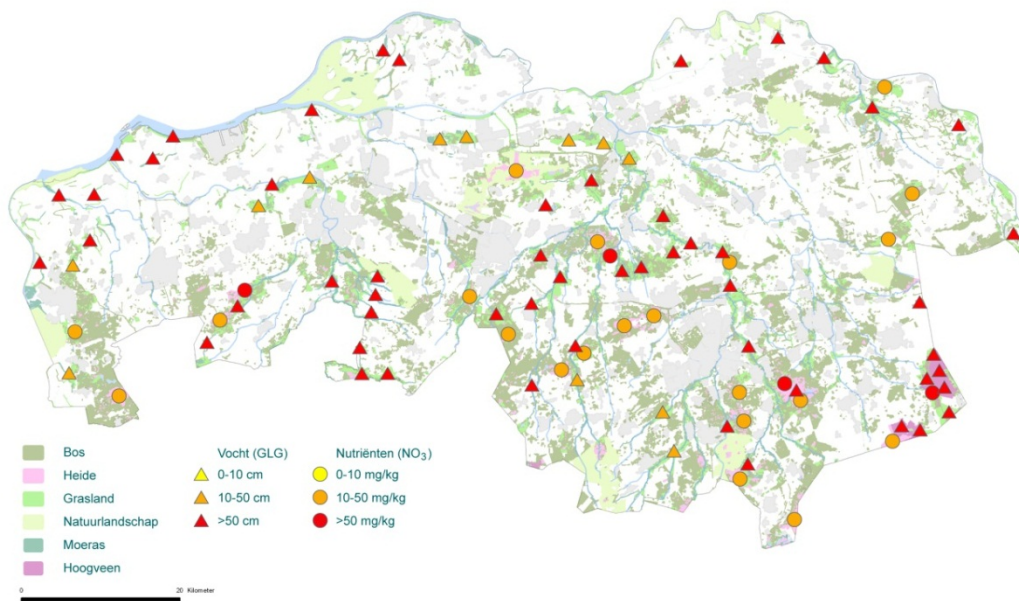 Bos
Heide
Grasland
Natuurlandschap
Moeras
Hoogveen
Vocht (GLG)
0-10 cm
10-50 cm
>50 cm
Nutriënten (NO₃)
0-10 mg/kg
10-50 mg/kg
>50 mg/kg
0 20 Kilometer